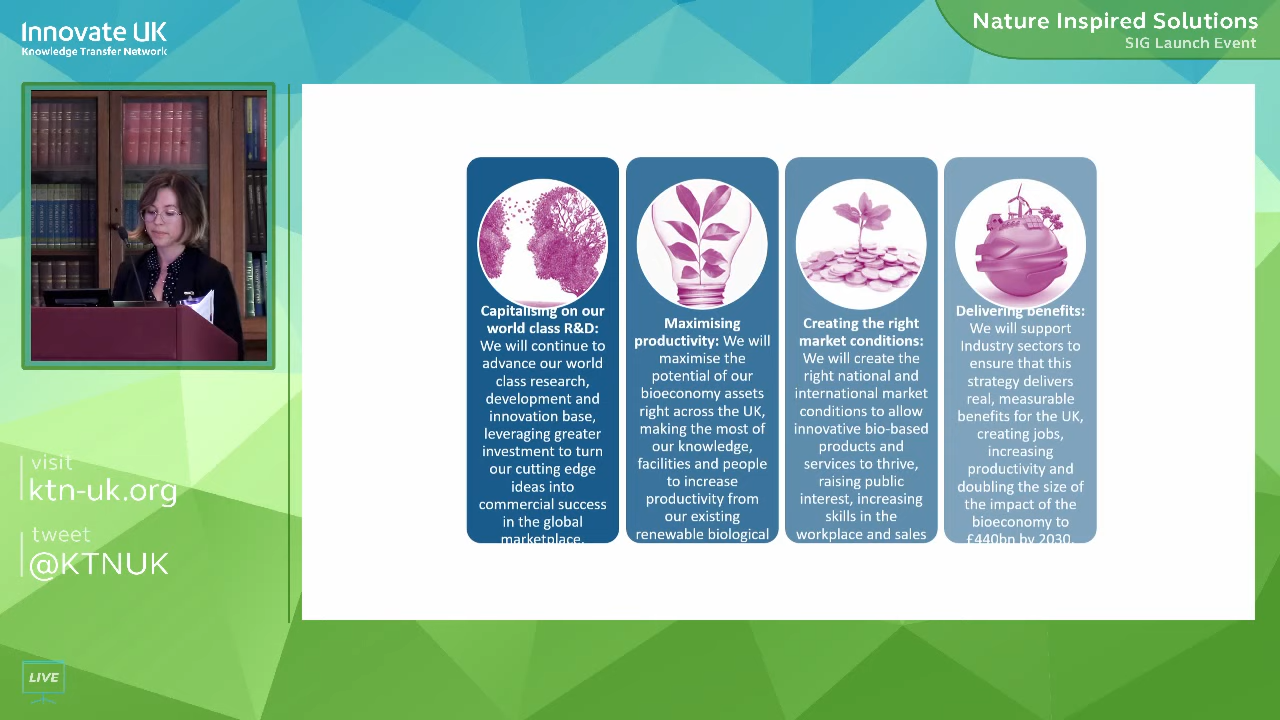 Innovate UK
Knowledge Transfer Network
Nature Inspired Solutions
SIG Launch Event
Capitalising on our
world class R&D:
We will continue to
advance our world
class research,
development and
innovation base,
leveraging greater
investment to turn
our cutting edge
ideas into
commercial success
in the global
marketplace.
Maximising
productivity: We will
maximise the
potential of our
bioeconomy assets
right across the UK,
making the most of
our knowledge,
facilities and people
to increase
productivity from
our existing
renewable biological
Creating the right
market conditions:
We will create the
right national and
international market
conditions to allow
innovative bio-based
products and
services to thrive,
raising public
interest, increasing
skills in the
workplace and sales
Delivering benefits:
We will support
Industry sectors to
ensure that this
strategy delivers
real, measurable
benefits for the UK,
creating jobs,
increasing
productivity and
doubling the size of
the impact of the
bioeconomy to
£440bn by 2030.
visit
ktn-uk.org
tweet
@KTNUK
LIVE